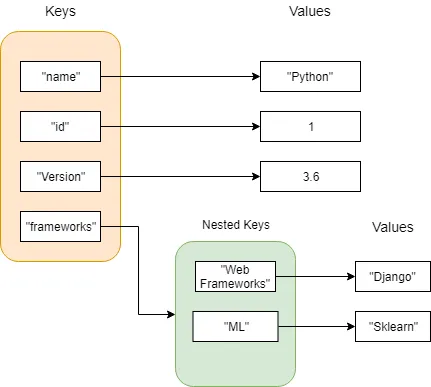 Keys Values
"name" "Python"
"id" 1
"Version" 3.6
"frameworks"
Nested Keys Values
"Web
Frameworks" "Django"
"ML" "Sklearn"